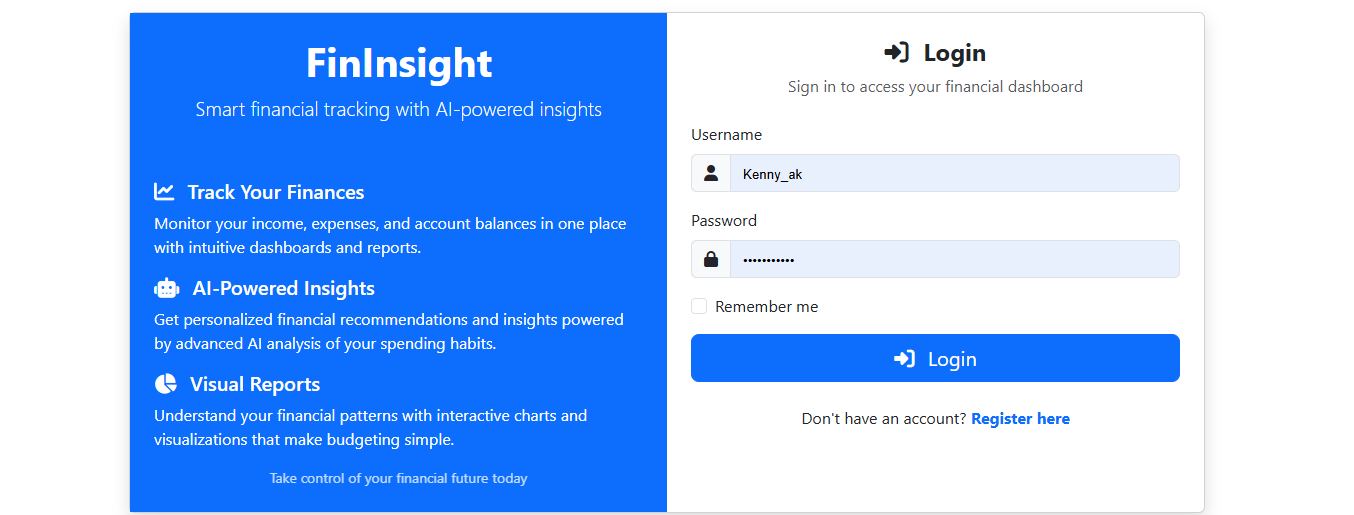 FinInsight
Smart financial tracking with AI-powered insights
Track Your Finances
Monitor your income, expenses, and account balances in one place
with intuitive dashboards and reports.
AI-Powered Insights
Get personalized financial recommendations and insights powered
by advanced AI analysis of your spending habits.
Visual Reports
Understand your financial patterns with interactive charts and
visualizations that make budgeting simple.
Take control of your financial future today
Login
Sign in to access your financial dashboard
Username
Kenny_ak
Password
•••••••••••
Remember me
Login
Don't have an account? Register here